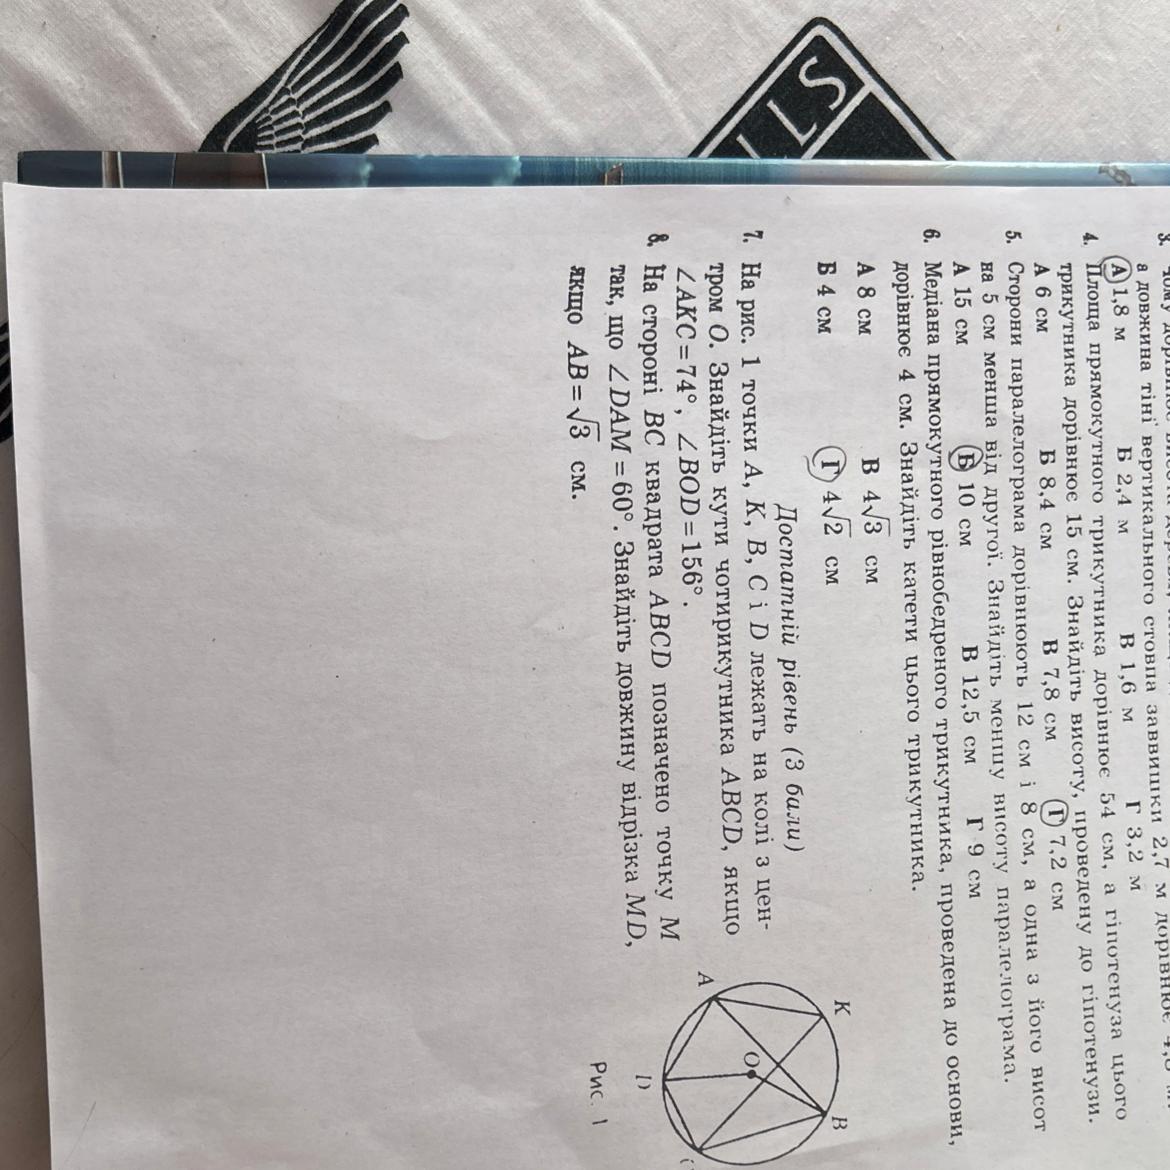 LLS
а довжина тіні вертикального стовпа заввишки 2,7 м
А 1,8 м Б 2,4 м В 1,6 м Г 3,2 м
4. Площа прямокутного трикутника дорівнює 54 см, а гіпотенуза цього
трикутника дорівнює 15 см. Знайдіть висоту, проведену до гіпотенузи.
А 6 см Б 8,4 см В 7,8 см Г 7,2 см
5. Сторони паралелограма дорівнюють 12 см і 8 см, а одна з його висот
на 5 см менша від другої. Знайдіть меншу висоту паралелограма.
А 15 см Б 10 см В 12,5 см Г 9 см
6. Медіана прямокутного рівнобедреного трикутника, проведена до основи,
дорівнює 4 см. Знайдіть катети цього трикутника.
А 8 см В 4√3 см
Б 4 см Г 4√2 см
Достатній рівень (3 бали)
7. На рис. 1 точки A, K, B, C і D лежать на колі з цен-
тром O. Знайдіть кути чотирикутника ABCD, якщо
∠AKC=74°, ∠BOD=156°.
8. На стороні BC квадрата ABCD позначено точку M
так, що ∠DAM=60°. Знайдіть довжину відрізка MD,
якщо AB=√3 см.
K
B
A
O
D
Рис. 1